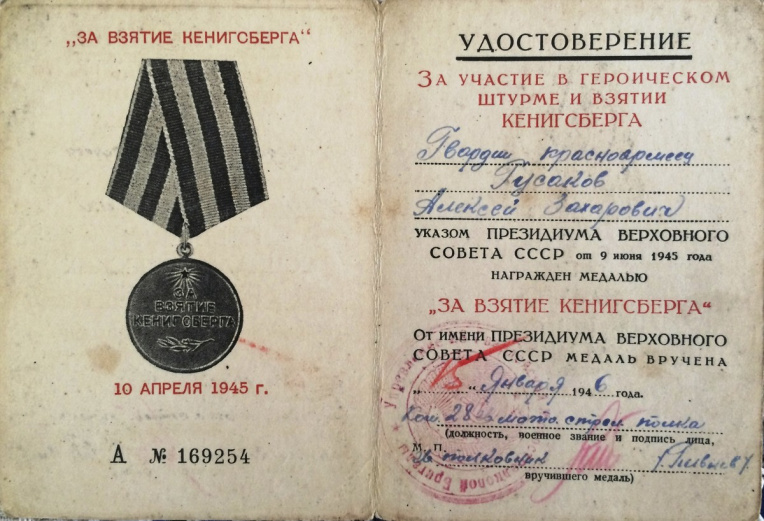 „ЗА ВЗЯТИЕ КЕНИГСБЕРГА“
ЗА
ВЗЯТИЕ
КЕНИГСБЕРГА
10 АПРЕЛЯ 1945 г.
А № 169254
УДОСТОВЕРЕНИЕ
ЗА УЧАСТИЕ В ГЕРОИЧЕСКОМ
ШТУРМЕ И ВЗЯТИИ
КЕНИГСБЕРГА
Гвардии красноармеец
Гусаков
Алексей Захарович
УКАЗОМ ПРЕЗИДИУМА ВЕРХОВНОГО
СОВЕТА СССР от 9 июня 1945 года
НАГРАЖДЕН МЕДАЛЬЮ
„ЗА ВЗЯТИЕ КЕНИГСБЕРГА“
ОТ ИМЕНИ ПРЕЗИДИУМА ВЕРХОВНОГО
СОВЕТА СССР МЕДАЛЬ ВРУЧЕНА
„15“ января 1946 года.
Ком 28 мото стрел полка
(должность, военное звание и подпись лица,
М. П.
полковник
вручившего медаль)